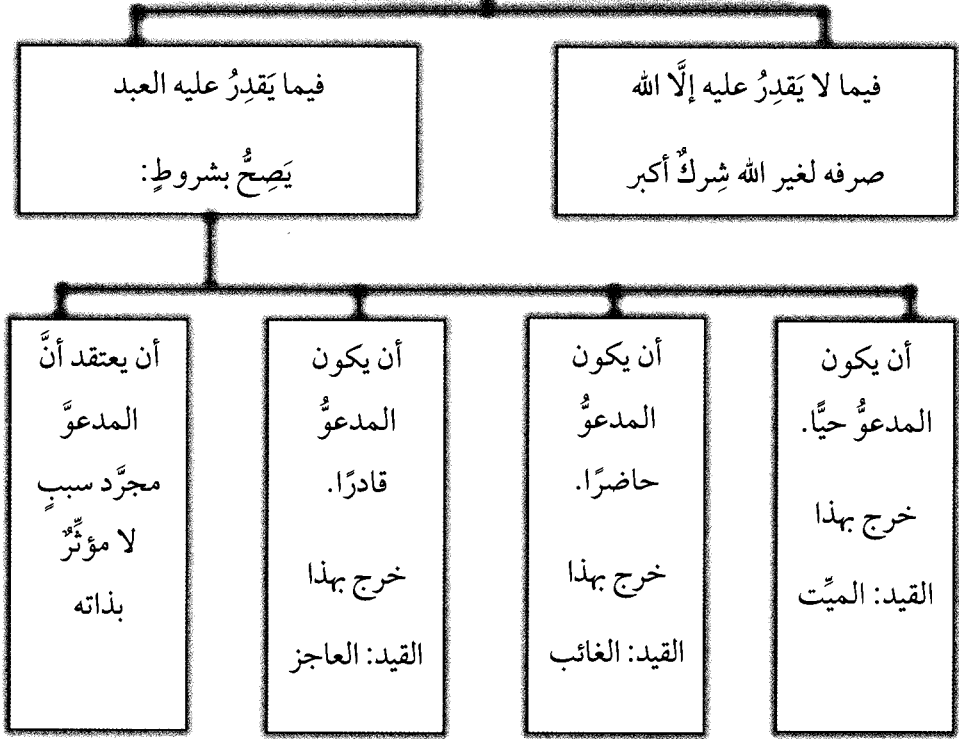 فيما لا يَقدِرُ عليه إلَّا الله
صرفه لغير الله شِركٌ أكبر
فيما يَقدِرُ عليه العبد
يَصِحُّ بشروطٍ:
أن يكون
المدعوُّ حيًّا.
خرج بهذا
القيد: الميِّت
أن يكون
المدعوُّ
حاضرًا.
خرج بهذا
القيد: الغائب
أن يكون
المدعوُّ
قادرًا.
خرج بهذا
القيد: العاجز
أن يعتقد أنَّ
المدعوَّ
مجرَّد سببٍ
لا مؤثِّرٌ
بذاته